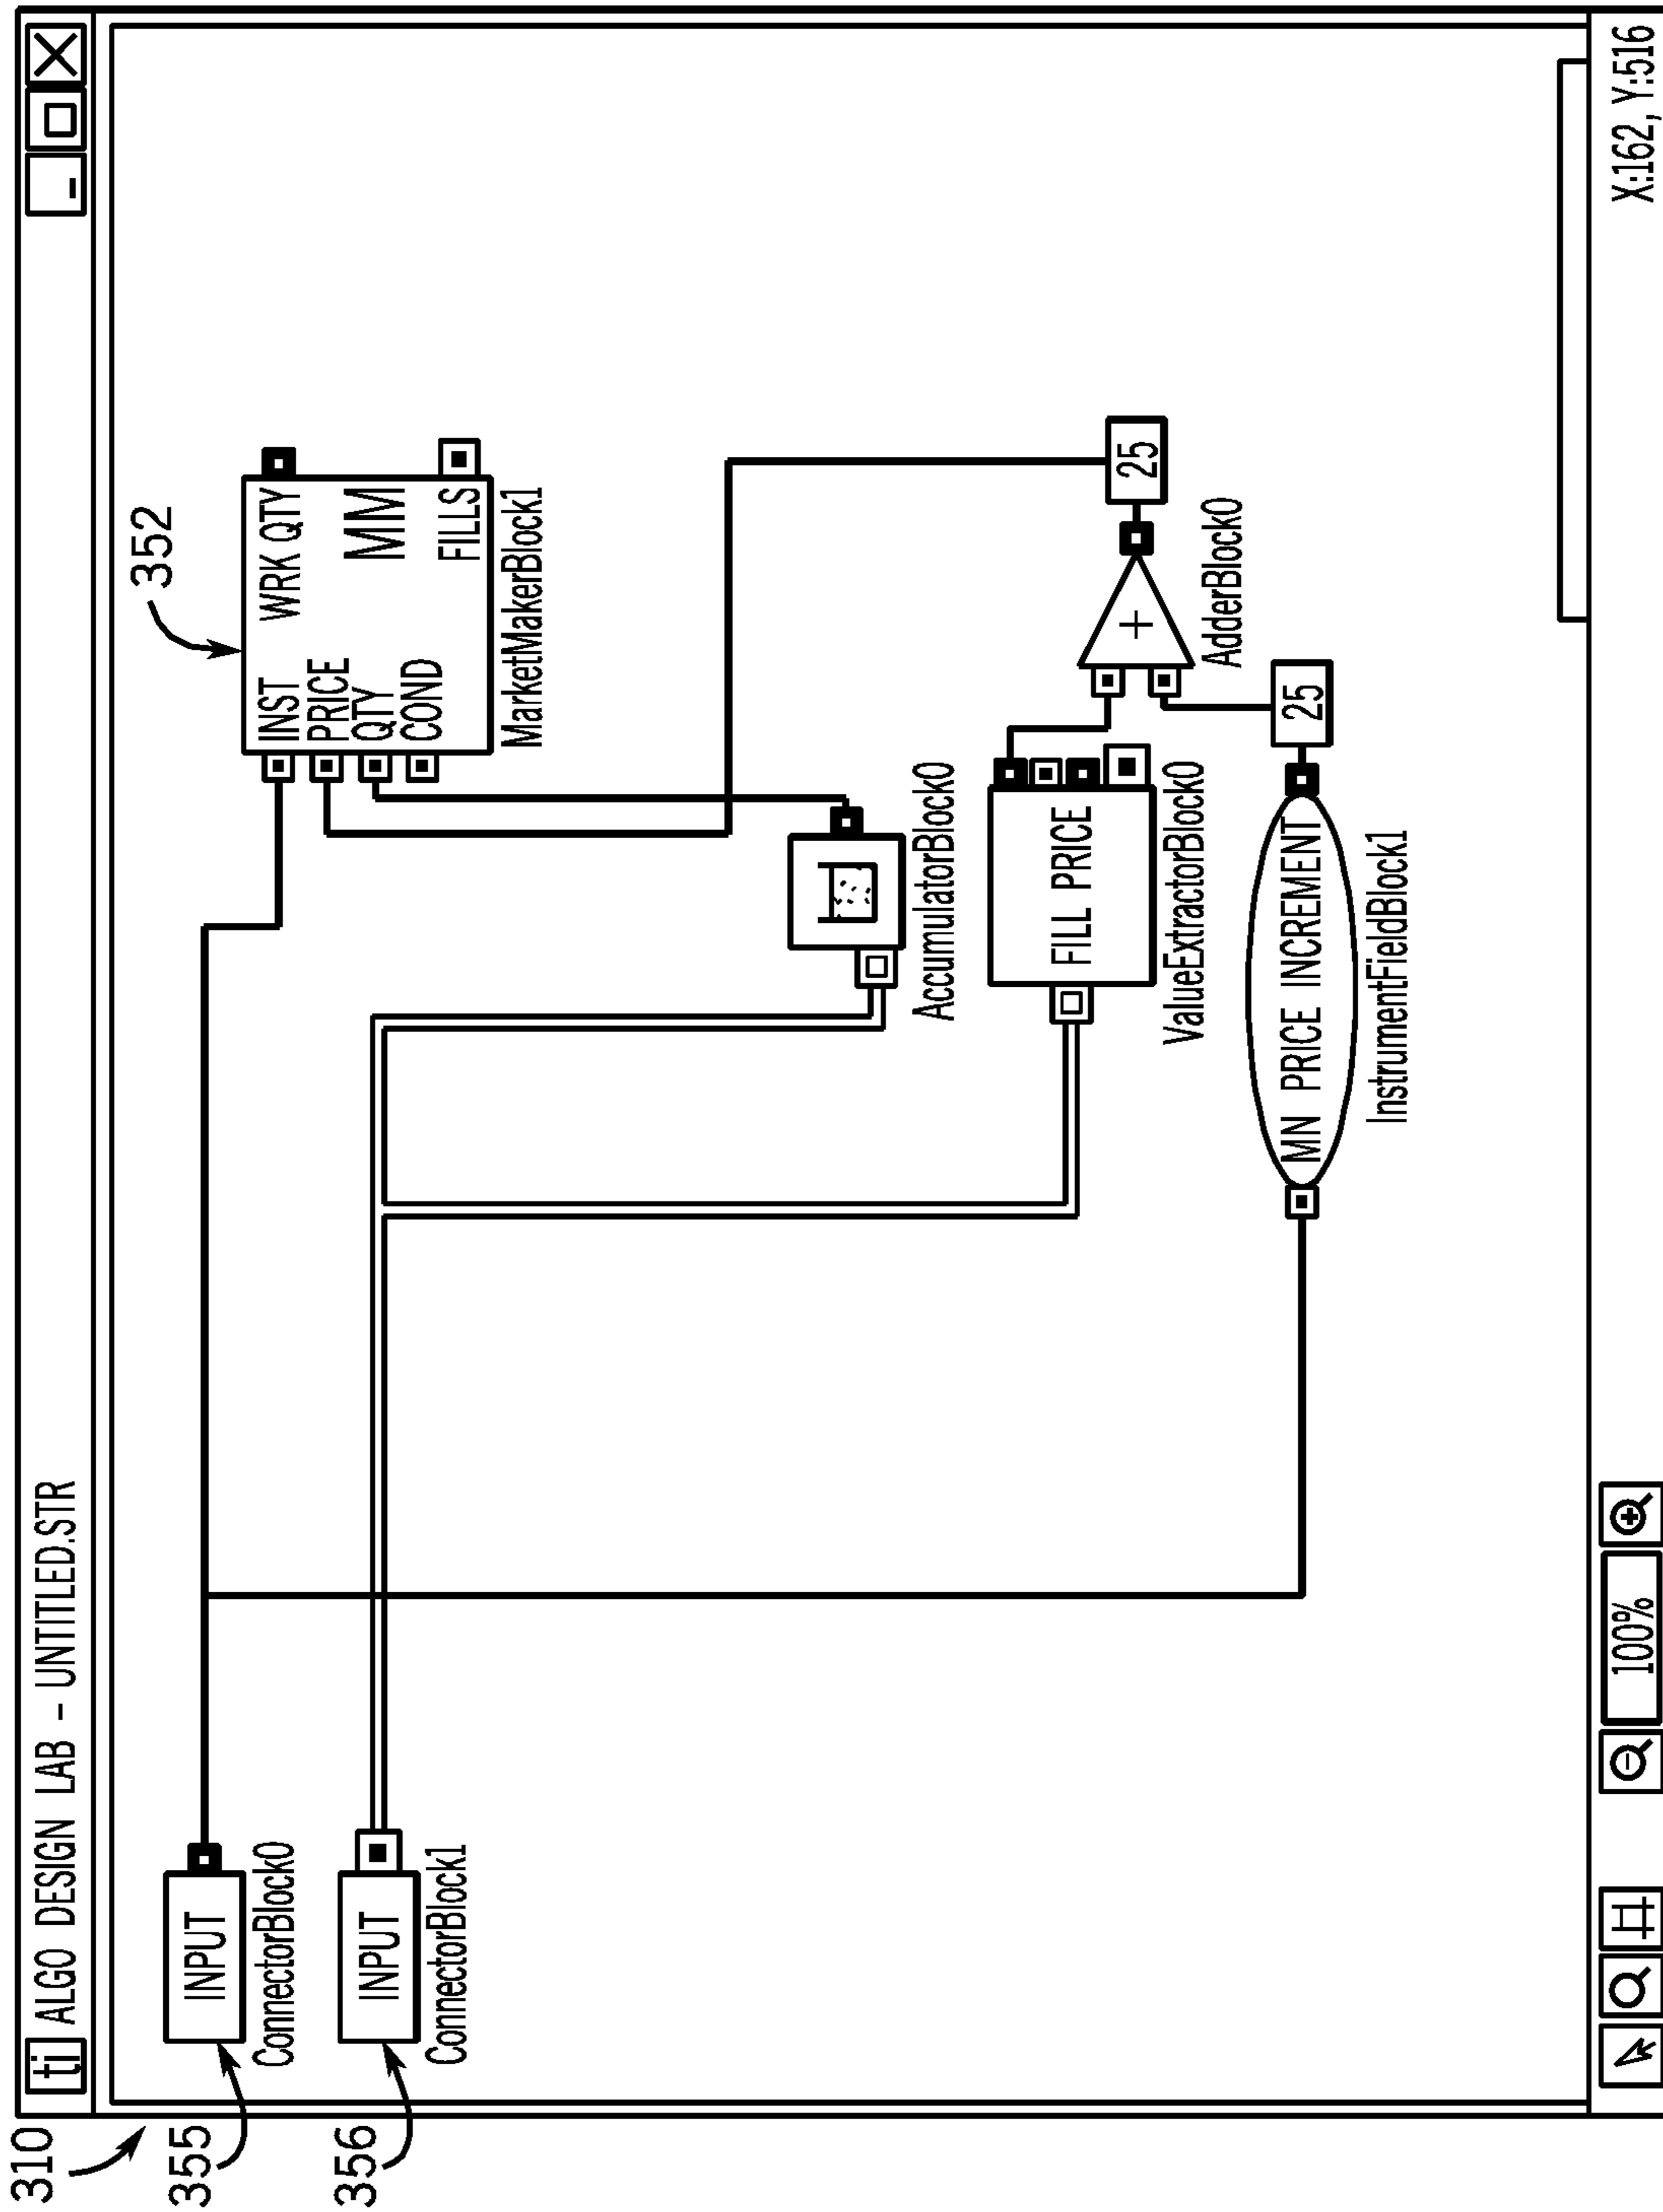 310
ti ALGO DESIGN LAB – UNTITLED.STR
352
355
INPUT
ConnectorBlock0
INST WRK QTY
PRICE
QTY MM
COND FILLS
MarketMakerBlock1
356
INPUT
ConnectorBlock1
AccumulatorBlock0
FILL PRICE
ValueExtractorBlock0
+
25
AdderBlock0
MN PRICE INCREMENT
25
InstrumentFieldBlock1
100%
X:162, Y:516